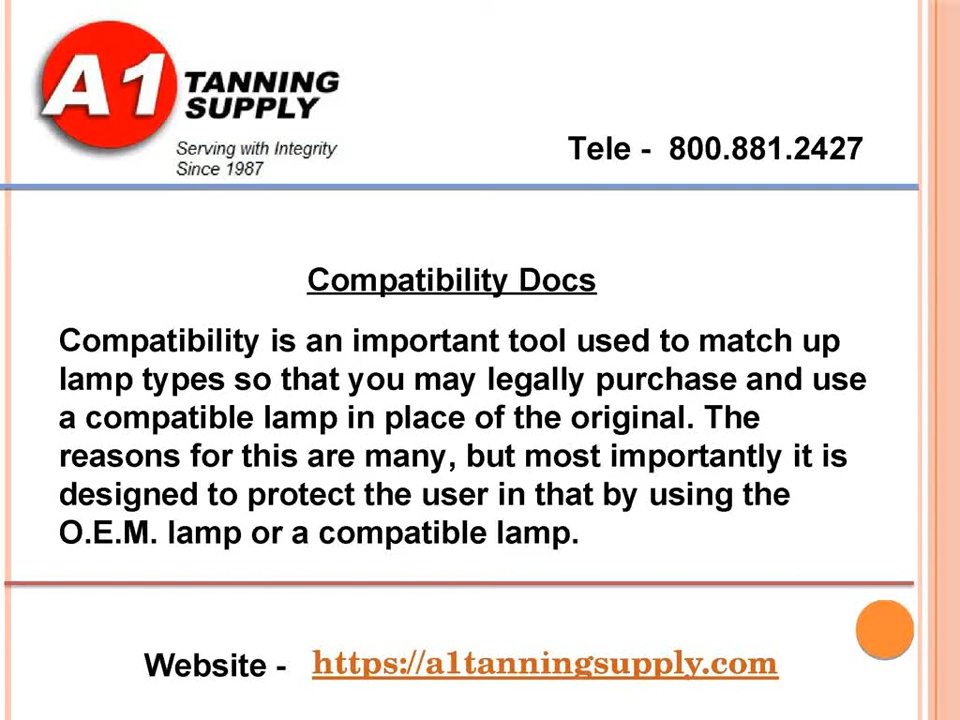 A1 TANNING
SUPPLY
Serving with Integrity
Since 1987
Tele - 800.881.2427
Compatibility Docs
Compatibility is an important tool used to match up
lamp types so that you may legally purchase and use
a compatible lamp in place of the original. The
reasons for this are many, but most importantly it is
designed to protect the user in that by using the
O.E.M. lamp or a compatible lamp.
Website - https://a1tanningsupply.com